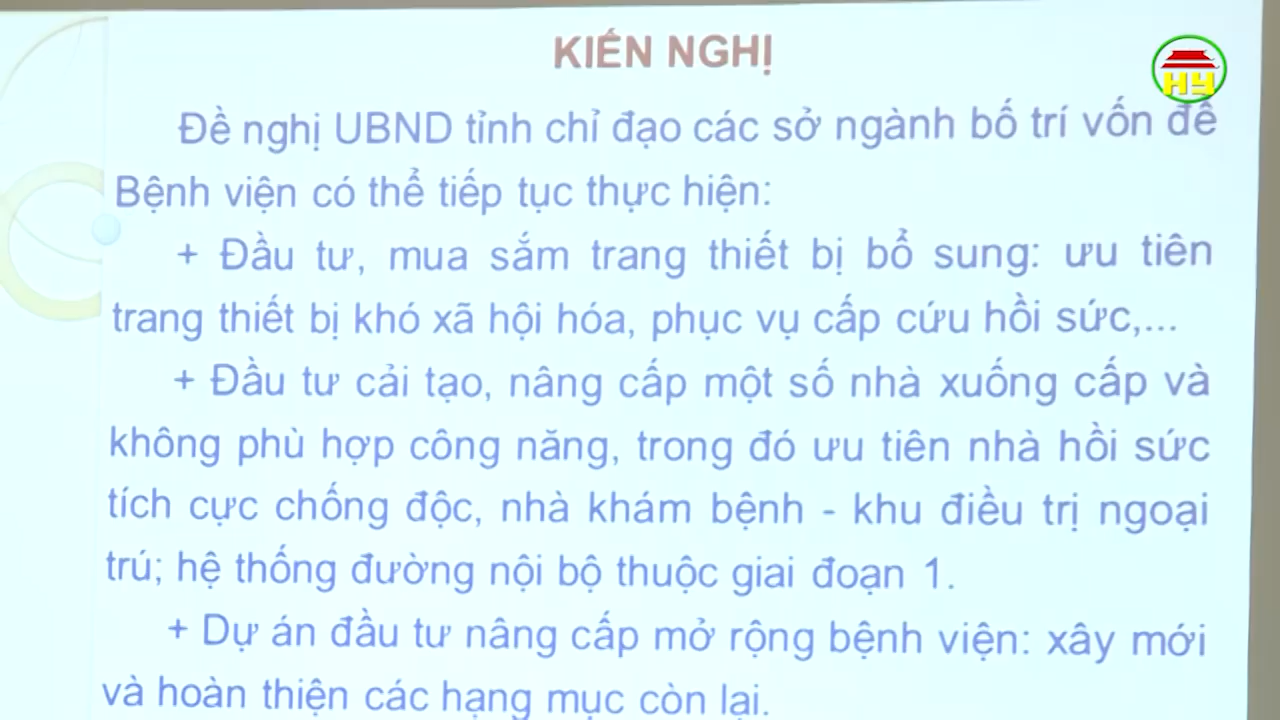 KIẾN NGHỊ
HY
Đề nghị UBND tỉnh chỉ đạo các sở ngành bố trí vốn để
Bệnh viện có thể tiếp tục thực hiện:
+ Đầu tư, mua sắm trang thiết bị bổ sung: ưu tiên
trang thiết bị khó xã hội hóa, phục vụ cấp cứu hồi sức,...
+ Đầu tư cải tạo, nâng cấp một số nhà xuống cấp và
không phù hợp công năng, trong đó ưu tiên nhà hồi sức
tích cực chống độc, nhà khám bệnh - khu điều trị ngoại
trú; hệ thống đường nội bộ thuộc giai đoạn 1.
+ Dự án đầu tư nâng cấp mở rộng bệnh viện: xây mới
và hoàn thiện các hạng mục còn lại.